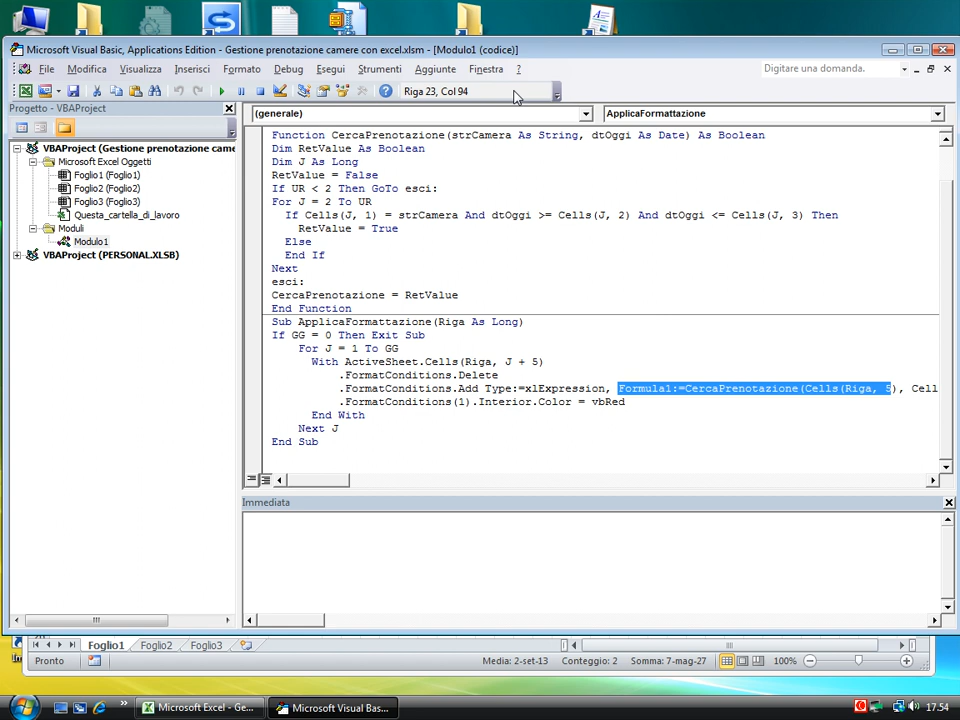 Microsoft Visual Basic, Applications Edition - Gestione prenotazione camere con excel.xlsm - [Modulo1 (codice)]
File Modifica Visualizza Inserisci Formato Debug Esegui Strumenti Aggiunte Finestra ?
Digitare una domanda.
Riga 23, Col 94
Progetto - VBAProject
VBAProject (Gestione prenotazione came
Microsoft Excel Oggetti
Foglio1 (Foglio1)
Foglio2 (Foglio2)
Foglio3 (Foglio3)
Questa_cartella_di_lavoro
Moduli
Modulo1
VBAProject (PERSONAL.XLSB)
(generale)
ApplicaFormattazione
Function CercaPrenotazione(strCamera As String, dtOggi As Date) As Boolean
Dim RetValue As Boolean
Dim J As Long
RetValue = False
If UR < 2 Then GoTo esci:
For J = 2 To UR
If Cells(J, 1) = strCamera And dtOggi >= Cells(J, 2) And dtOggi <= Cells(J, 3) Then
RetValue = True
Else
End If
Next
esci:
CercaPrenotazione = RetValue
End Function
Sub ApplicaFormattazione(Riga As Long)
If GG = 0 Then Exit Sub
For J = 1 To GG
With ActiveSheet.Cells(Riga, J + 5)
.FormatConditions.Delete
.FormatConditions.Add Type:=xlExpression, Formula1:=CercaPrenotazione(Cells(Riga, 5), Cell
.FormatConditions(1).Interior.Color = vbRed
End With
Next J
End Sub
Immediata
Foglio1 Foglio2 Foglio3
Pronto
Media: 2-set-13 Conteggio: 2 Somma: 7-mag-27 100%
Microsoft Excel - Ge...
Microsoft Visual Bas...
17.54